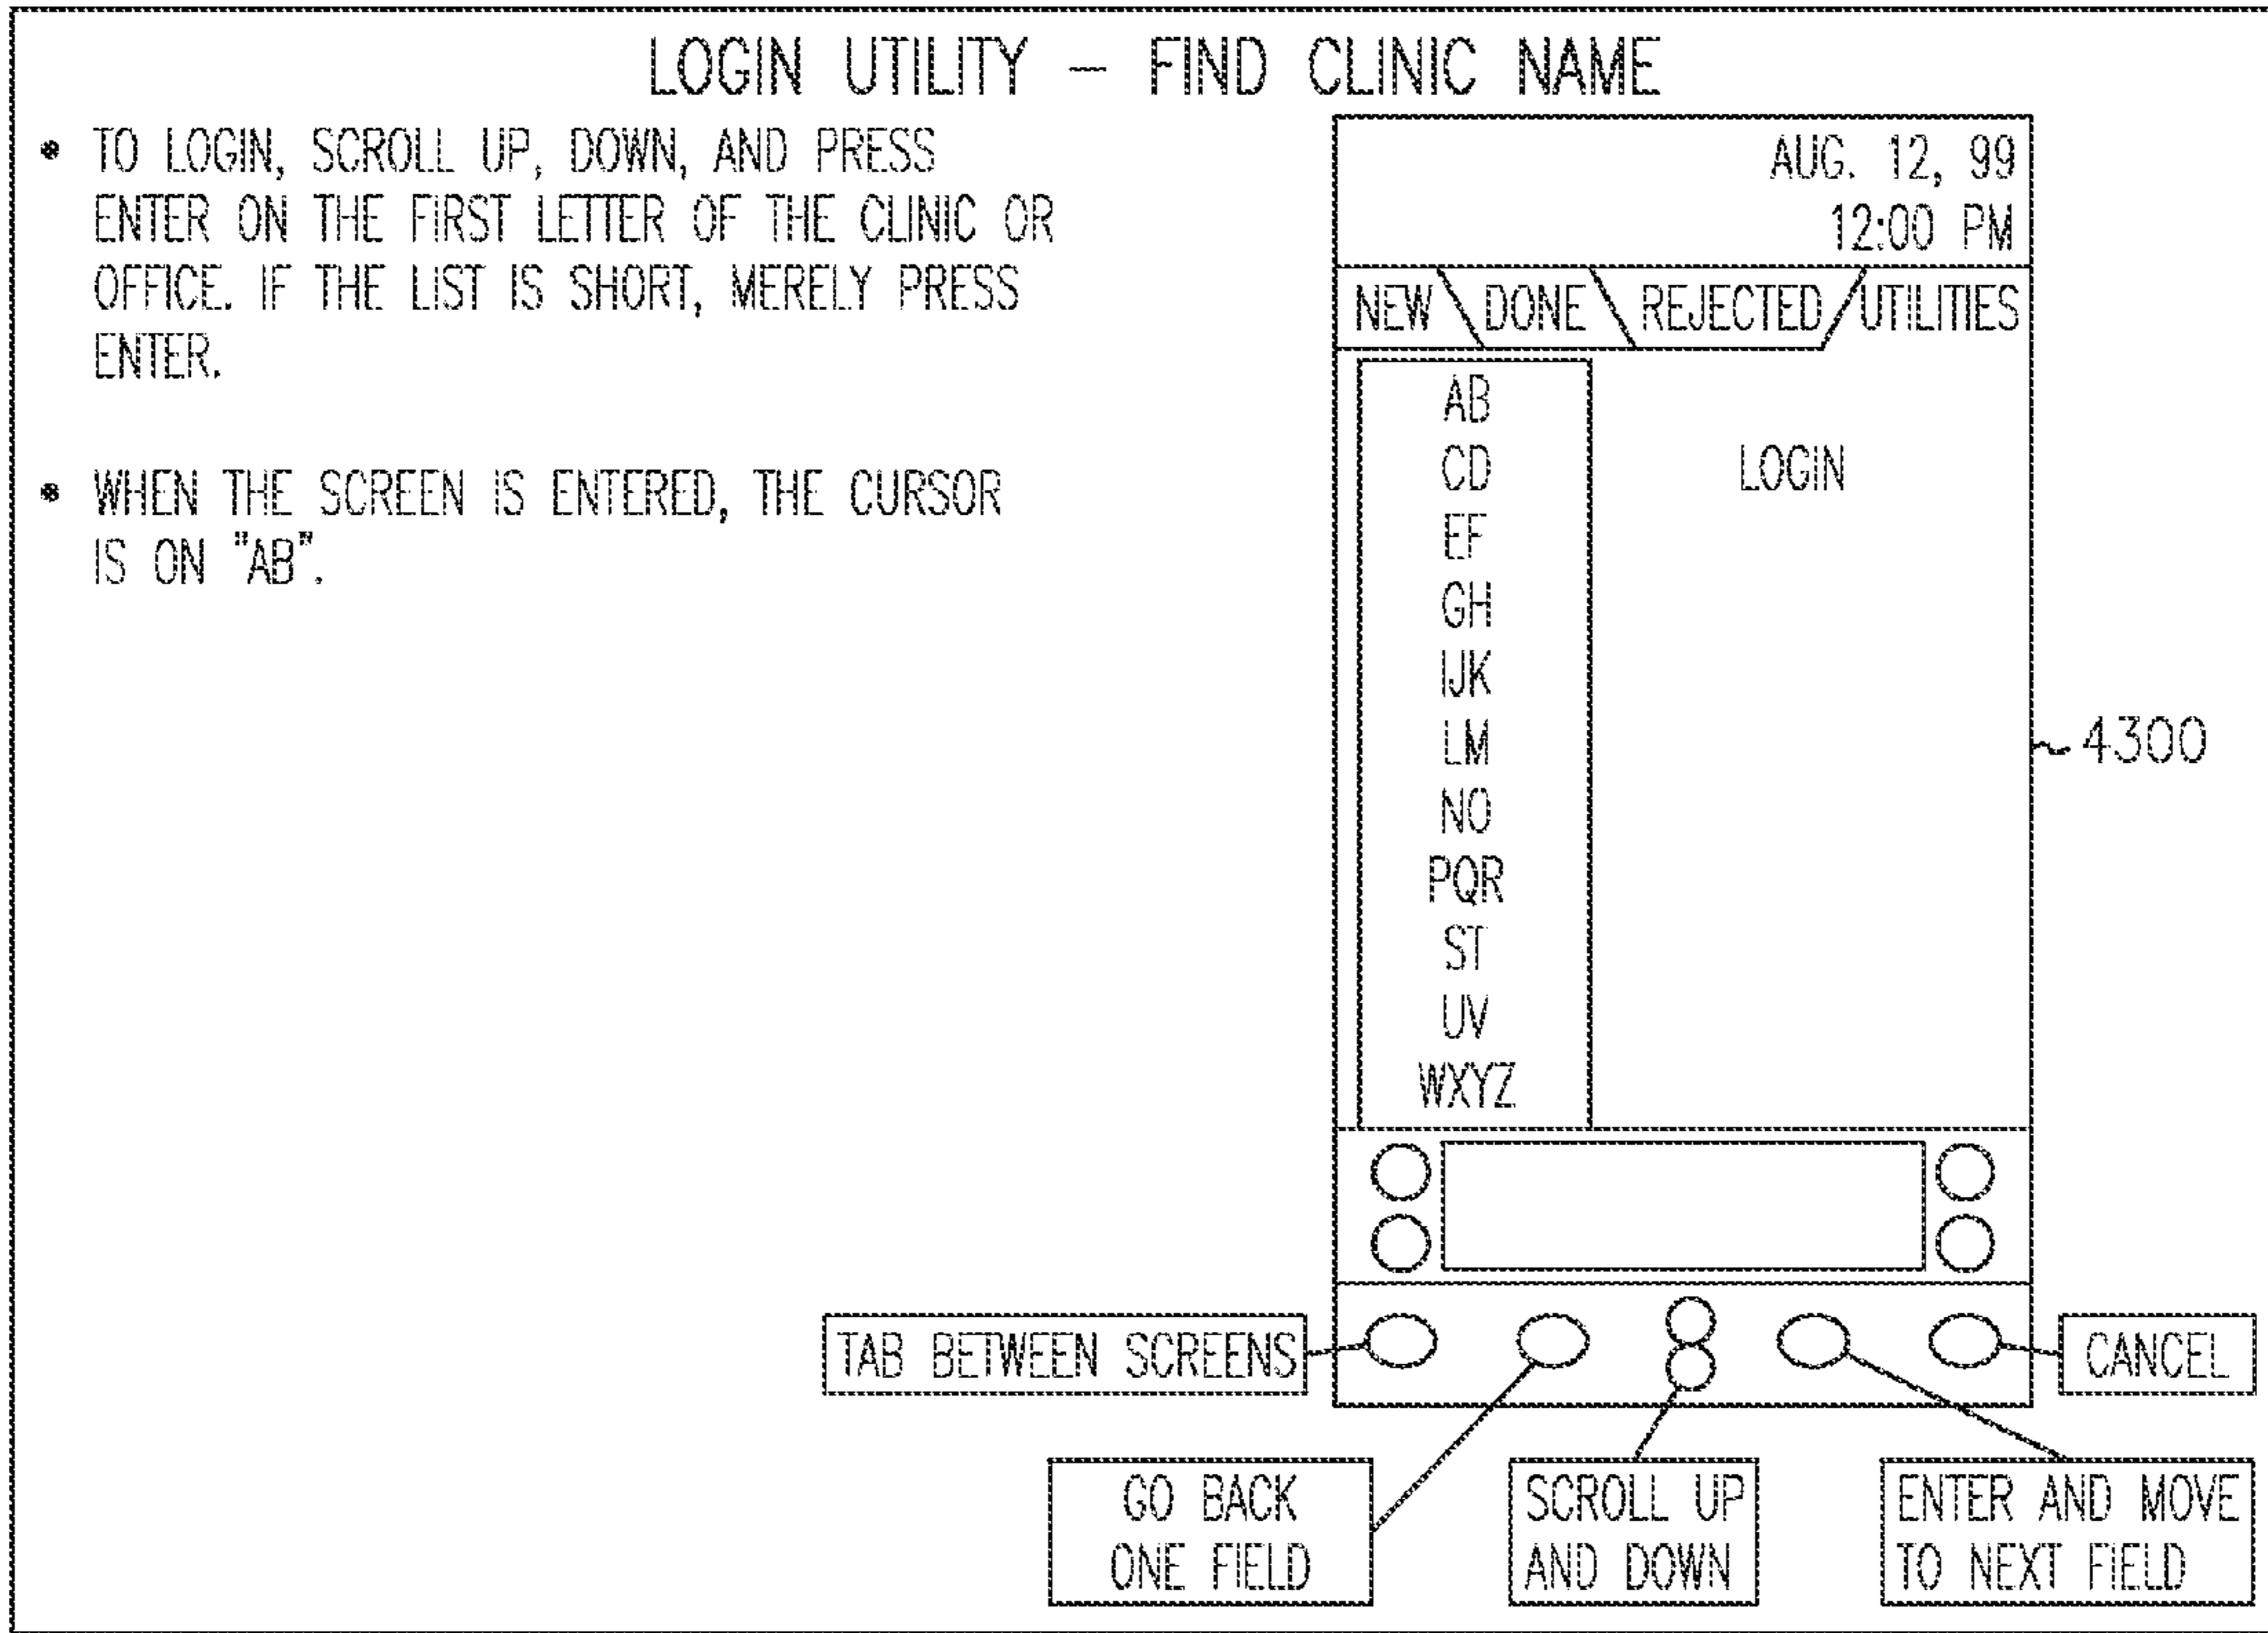 LOGIN UTILITY – FIND CLINIC NAME
• TO LOGIN, SCROLL UP, DOWN, AND PRESS
ENTER ON THE FIRST LETTER OF THE CLINIC OR
OFFICE. IF THE LIST IS SHORT, MERELY PRESS
ENTER.
• WHEN THE SCREEN IS ENTERED, THE CURSOR
IS ON "AB".
AUG. 12, 99
12:00 PM
NEW DONE REJECTED UTILITIES
AB
CD
LOGIN
EF
GH
IJK
LM
NO
PQR
ST
UV
WXYZ
4300
TAB BETWEEN SCREENS
CANCEL
GO BACK
ONE FIELD
SCROLL UP
AND DOWN
ENTER AND MOVE
TO NEXT FIELD